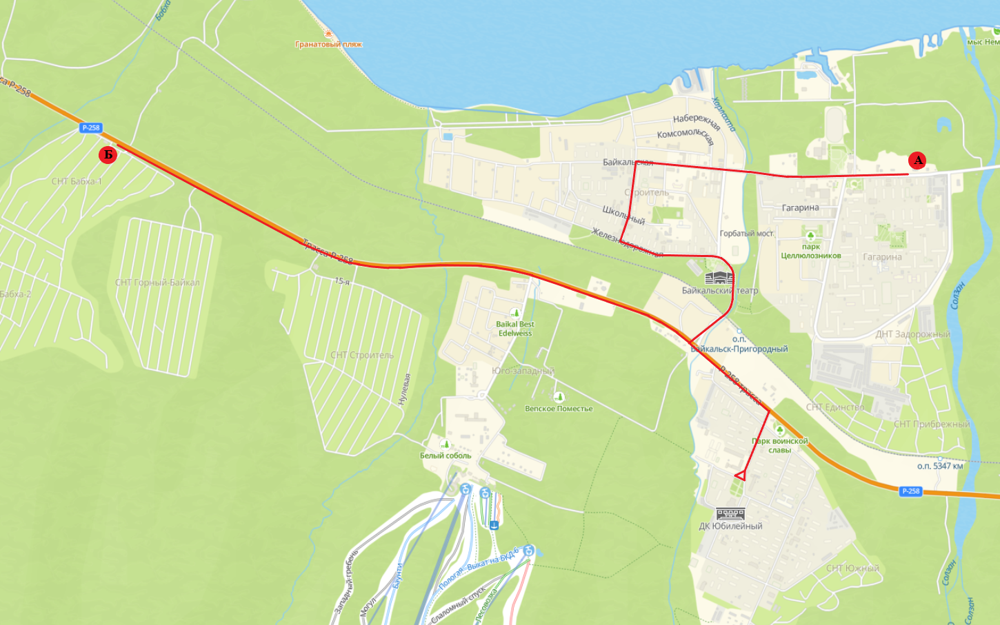 Бабха
Гранатовый пляж
мыс Нем
Р-258
Р-258
Б
СНТ Бабха-1
Харлахта
Набережная
Комсомольская
Байкальская
А
Строитель
Школьный
Железнодорожная
Гагарина
Горбатый мост
парк
Целлюлозников
Гагарина
Трасса Р-258
15-я
СНТ Горный-Байкал
Бабха-2
Байкальский театр
Солзан
Baikal Best
Edelweiss
ДНТ Задорожный
о.п.
Байкальск-Пригородный
СНТ Строитель
Юго-западный
Р-258 трасса
Нулевая
Вепское Поместье
СНТ Единство
СНТ Прибрежный
Парк воинской
славы
Белый соболь
о.п. 5347 км
Р-258
ДК Юбилейный
СНТ Южный
Западный гребень
Могул
Баунти
Пологая
Выкат на БКД-6
Слаломный спуск
Лесовозка
Солзан
Солзан